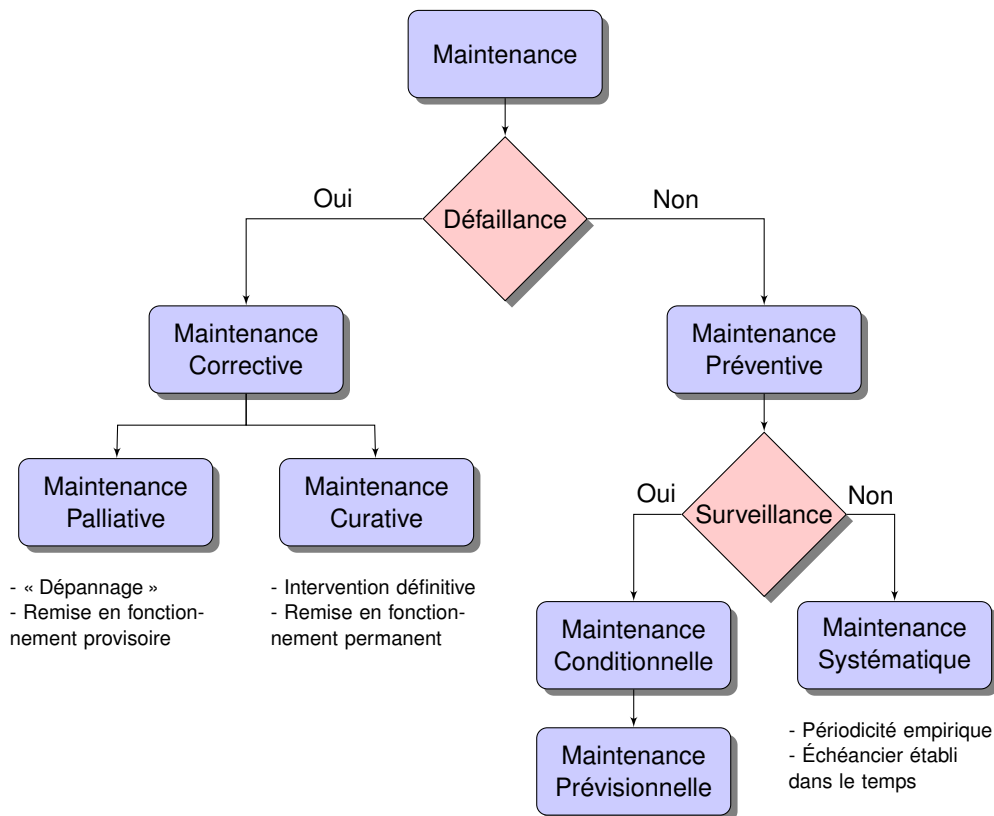 Maintenance
Oui
Défaillance
Non
Maintenance
Corrective
Maintenance
Préventive
Maintenance
Palliative
Maintenance
Curative
Oui
Surveillance
Non
- « Dépannage »
- Remise en fonction-
nement provisoire
- Intervention définitive
- Remise en fonction-
nement permanent
Maintenance
Conditionnelle
Maintenance
Systématique
- Périodicité empirique
- Échéancier établi
dans le temps
Maintenance
Prévisionnelle